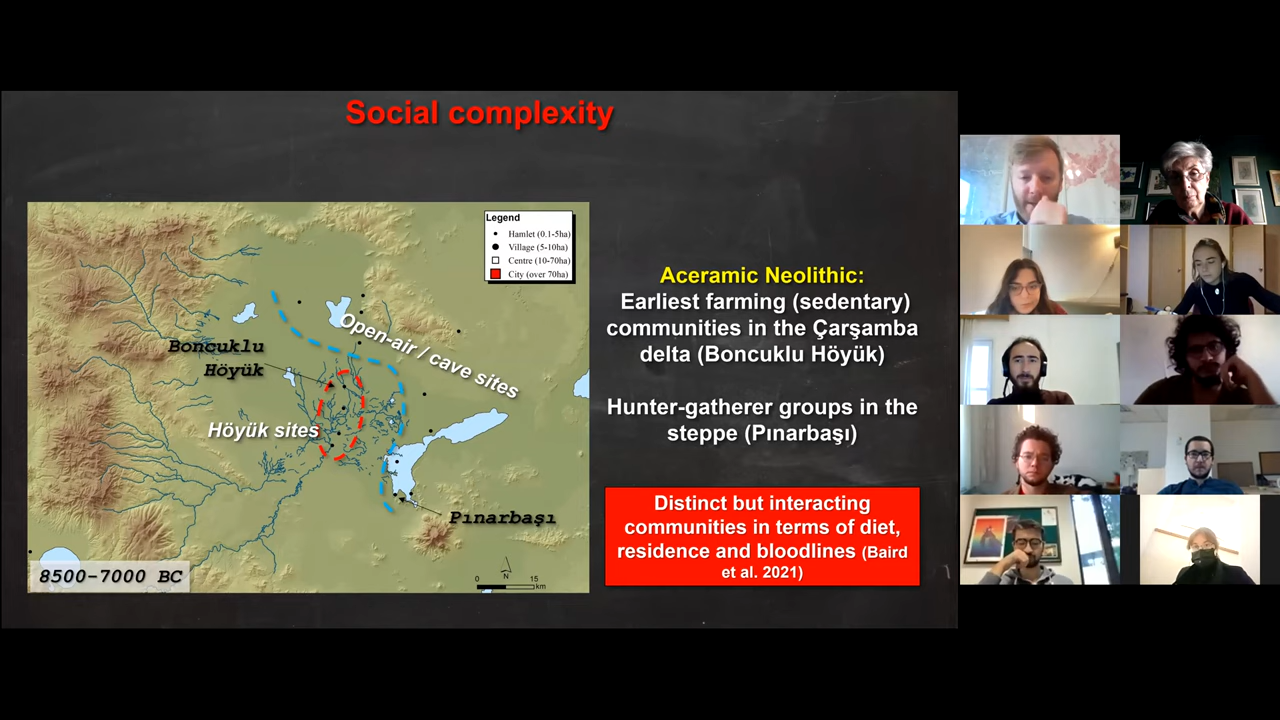 Social complexity
Legend
Hamlet (0.1-5ha)
Village (5-10ha)
Centre (10-70ha)
City (over 70ha)
Open-air / cave sites
Boncuklu
Höyük
Höyük sites
Pınarbaşı
8500-7000 BC
N
0 15
km
Aceramic Neolithic:
Earliest farming (sedentary)
communities in the Çarşamba
delta (Boncuklu Höyük)
Hunter-gatherer groups in the
steppe (Pınarbaşı)
Distinct but interacting
communities in terms of diet,
residence and bloodlines (Baird
et al. 2021)